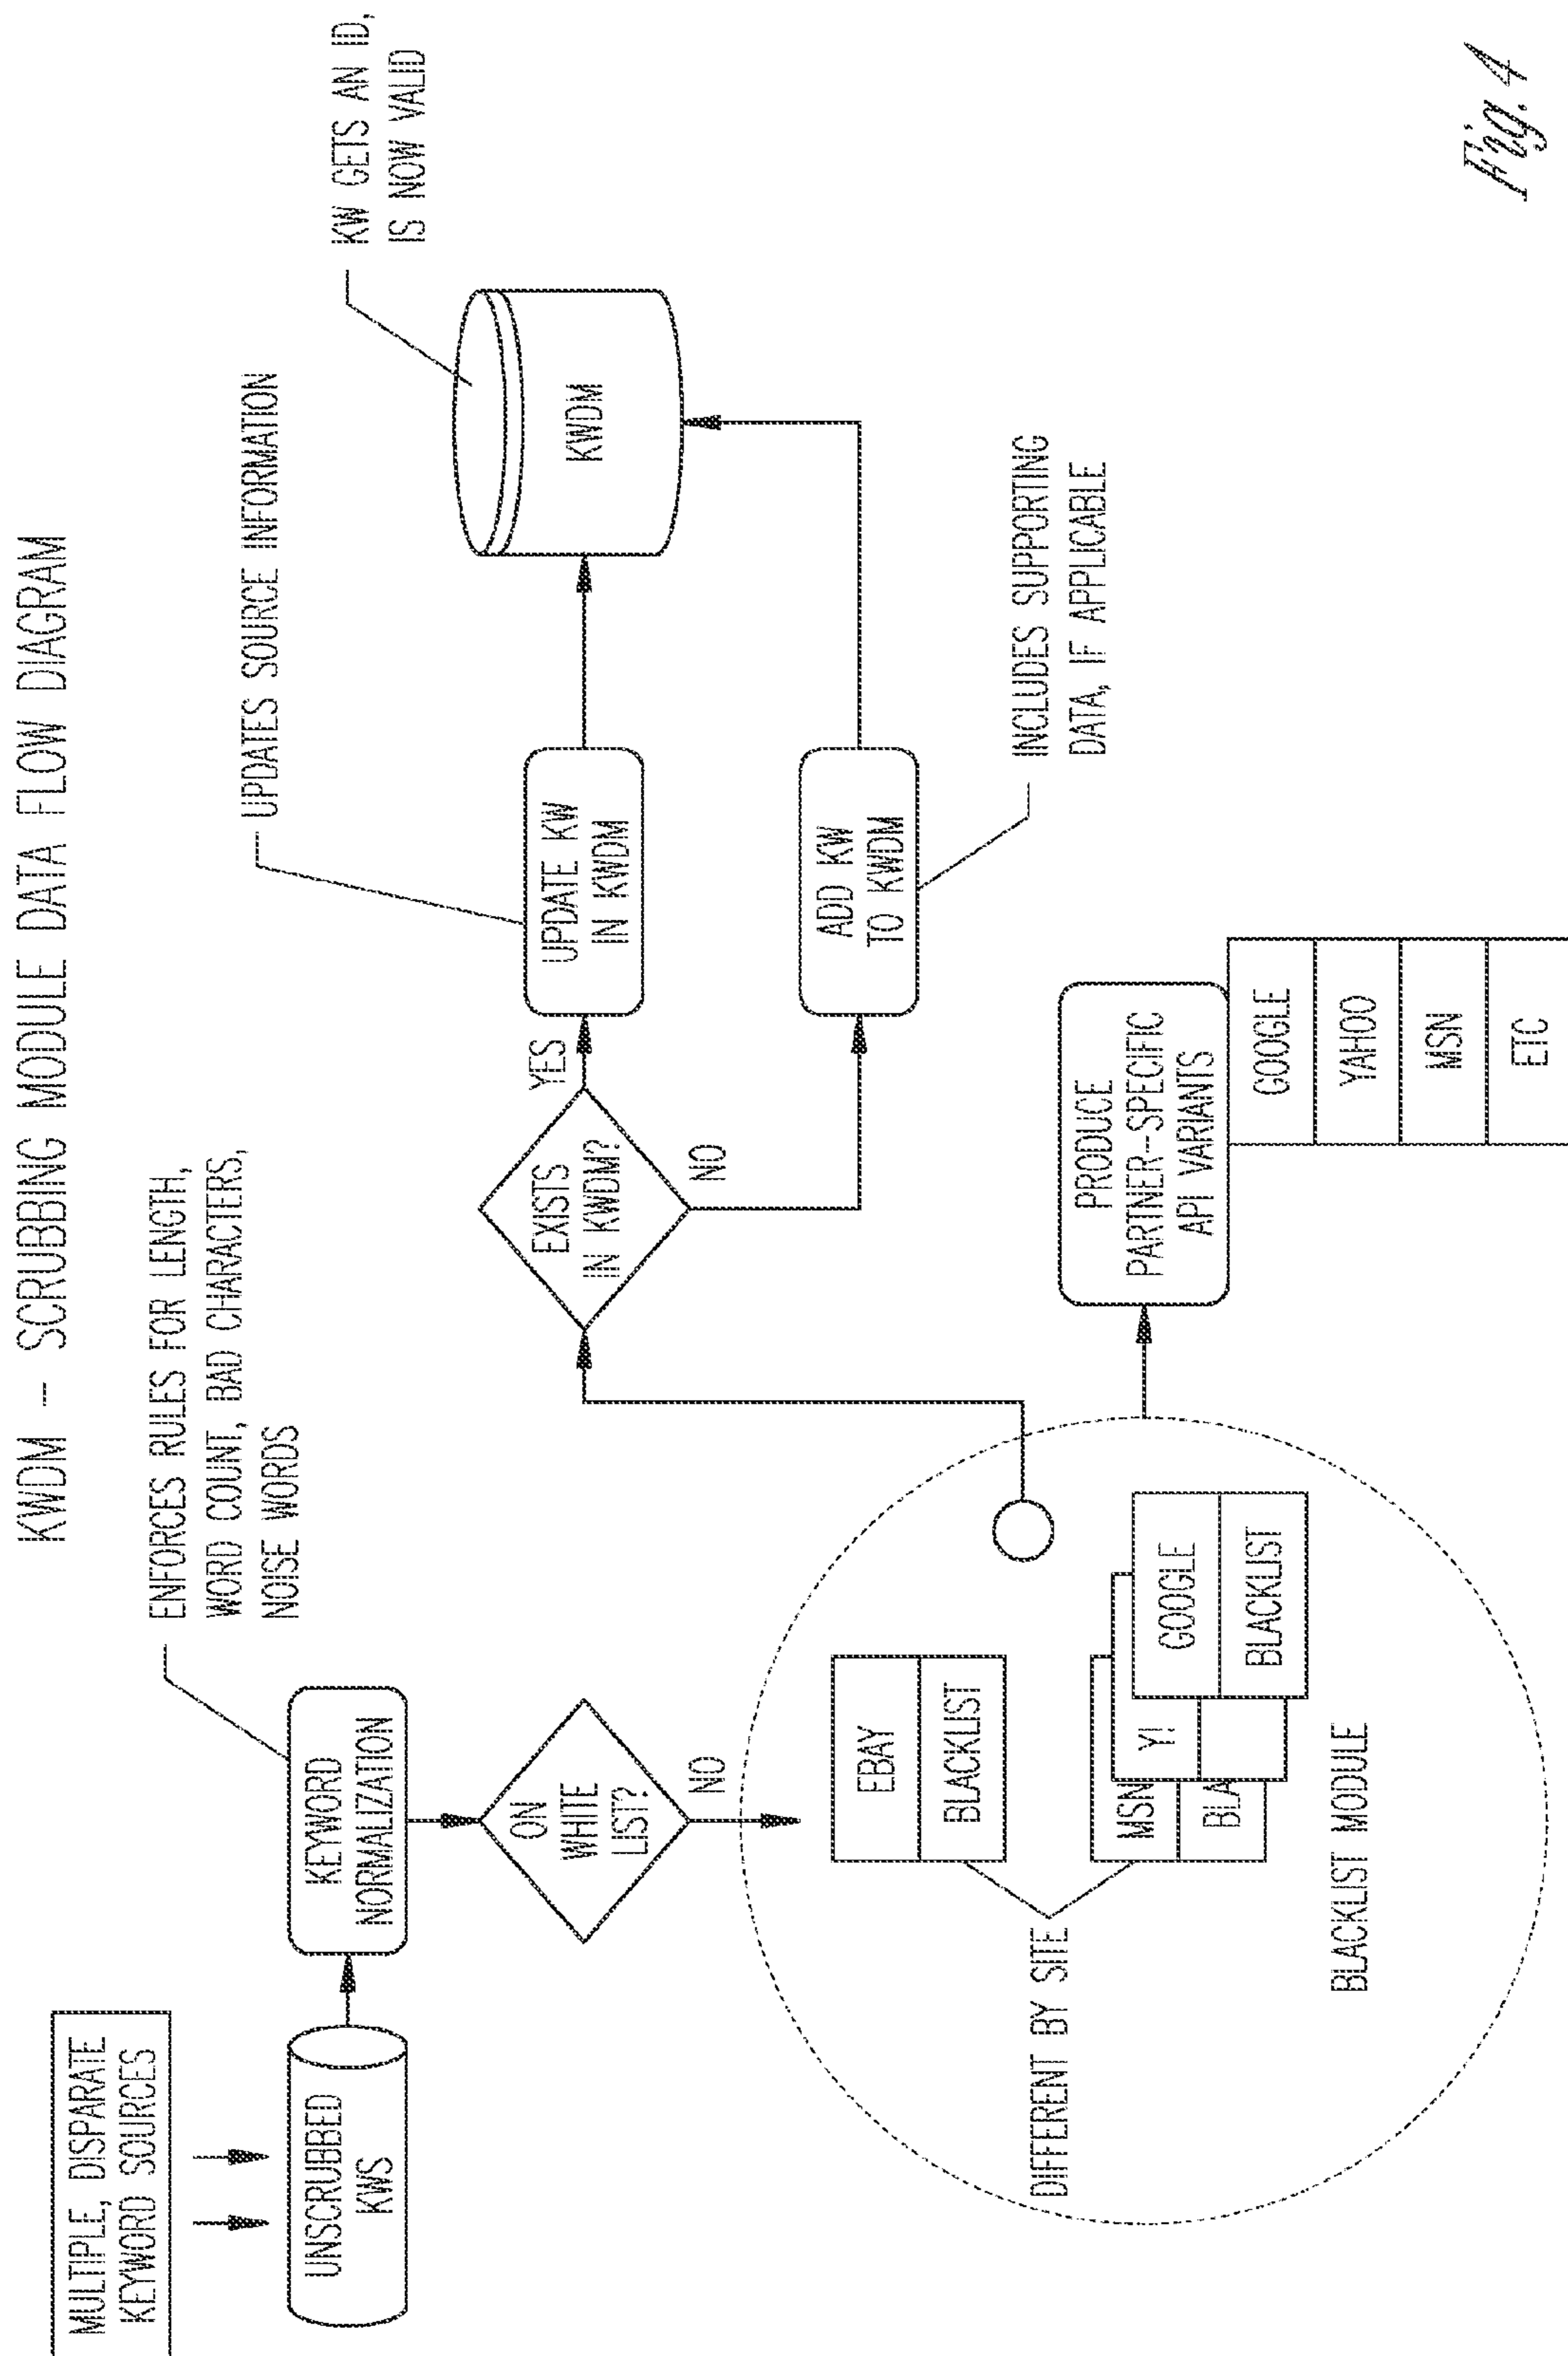 KWDM -- SCRUBBING MODULE DATA FLOW DIAGRAM
MULTIPLE, DISPARATE
KEYWORD SOURCES
UNSCRUBBED
KWS
ENFORCES RULES FOR LENGTH,
WORD COUNT, BAD CHARACTERS,
NOISE WORDS
KEYWORD
NORMALIZATION
ON
WHITE
LIST?
NO
EBAY
BLACKLIST
MSN
BLA
Y!
GOOGLE
BLACKLIST
DIFFERENT BY SITE
BLACKLIST MODULE
EXISTS
IN KWDM?
YES
NO
UPDATE KW
IN KWDM
UPDATES SOURCE INFORMATION
ADD KW
TO KWDM
INCLUDES SUPPORTING
DATA, IF APPLICABLE
KWDM
KW GETS AN ID,
IS NOW VALID
PRODUCE
PARTNER-SPECIFIC
API VARIANTS
GOOGLE
YAHOO
MSN
ETC
Fig. 4